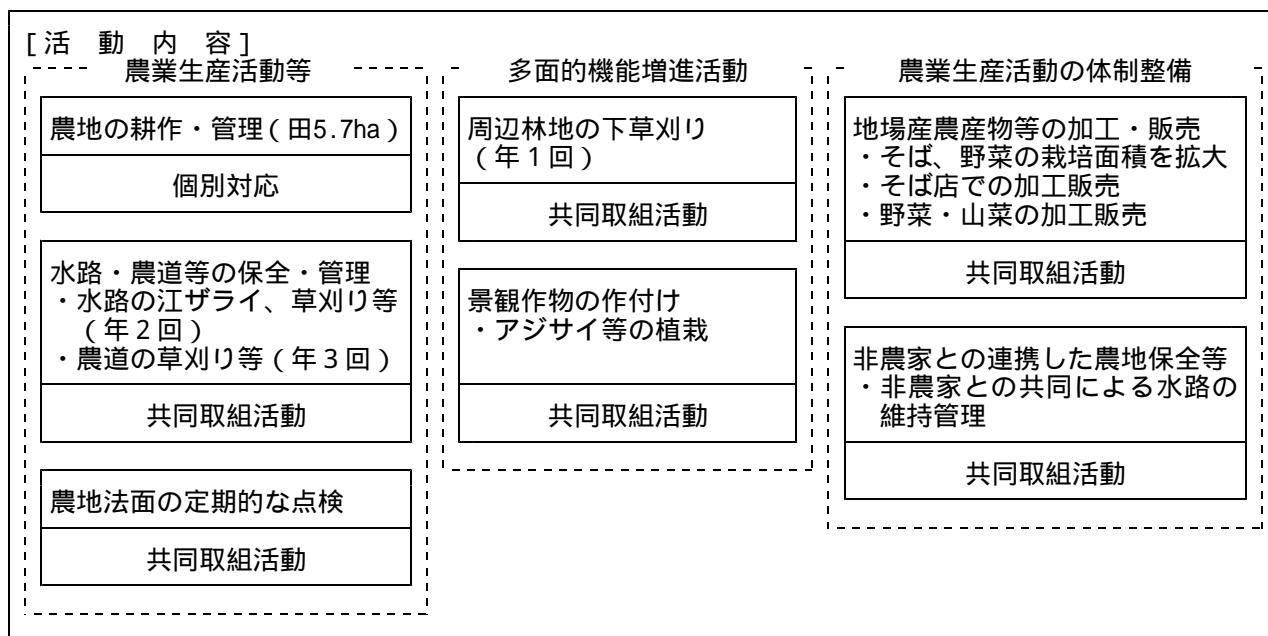 [活 動 内 容]
農業生産活動等
農地の耕作・管理(田5.7ha)
個別対応
水路・農道等の保全・管理
・水路の江ザライ、草刈り等
(年2回)
・農道の草刈り等(年3回)
共同取組活動
農地法面の定期的な点検
共同取組活動
多面的機能増進活動
周辺林地の下草刈り
(年1回)
共同取組活動
景観作物の作付け
・アジサイ等の植栽
共同取組活動
農業生産活動の体制整備
地場産農産物等の加工・販売
・そば、野菜の栽培面積を拡大
・そば店での加工販売
・野菜・山菜の加工販売
共同取組活動
非農家との連携した農地保全等
・非農家との共同による水路の
維持管理
共同取組活動